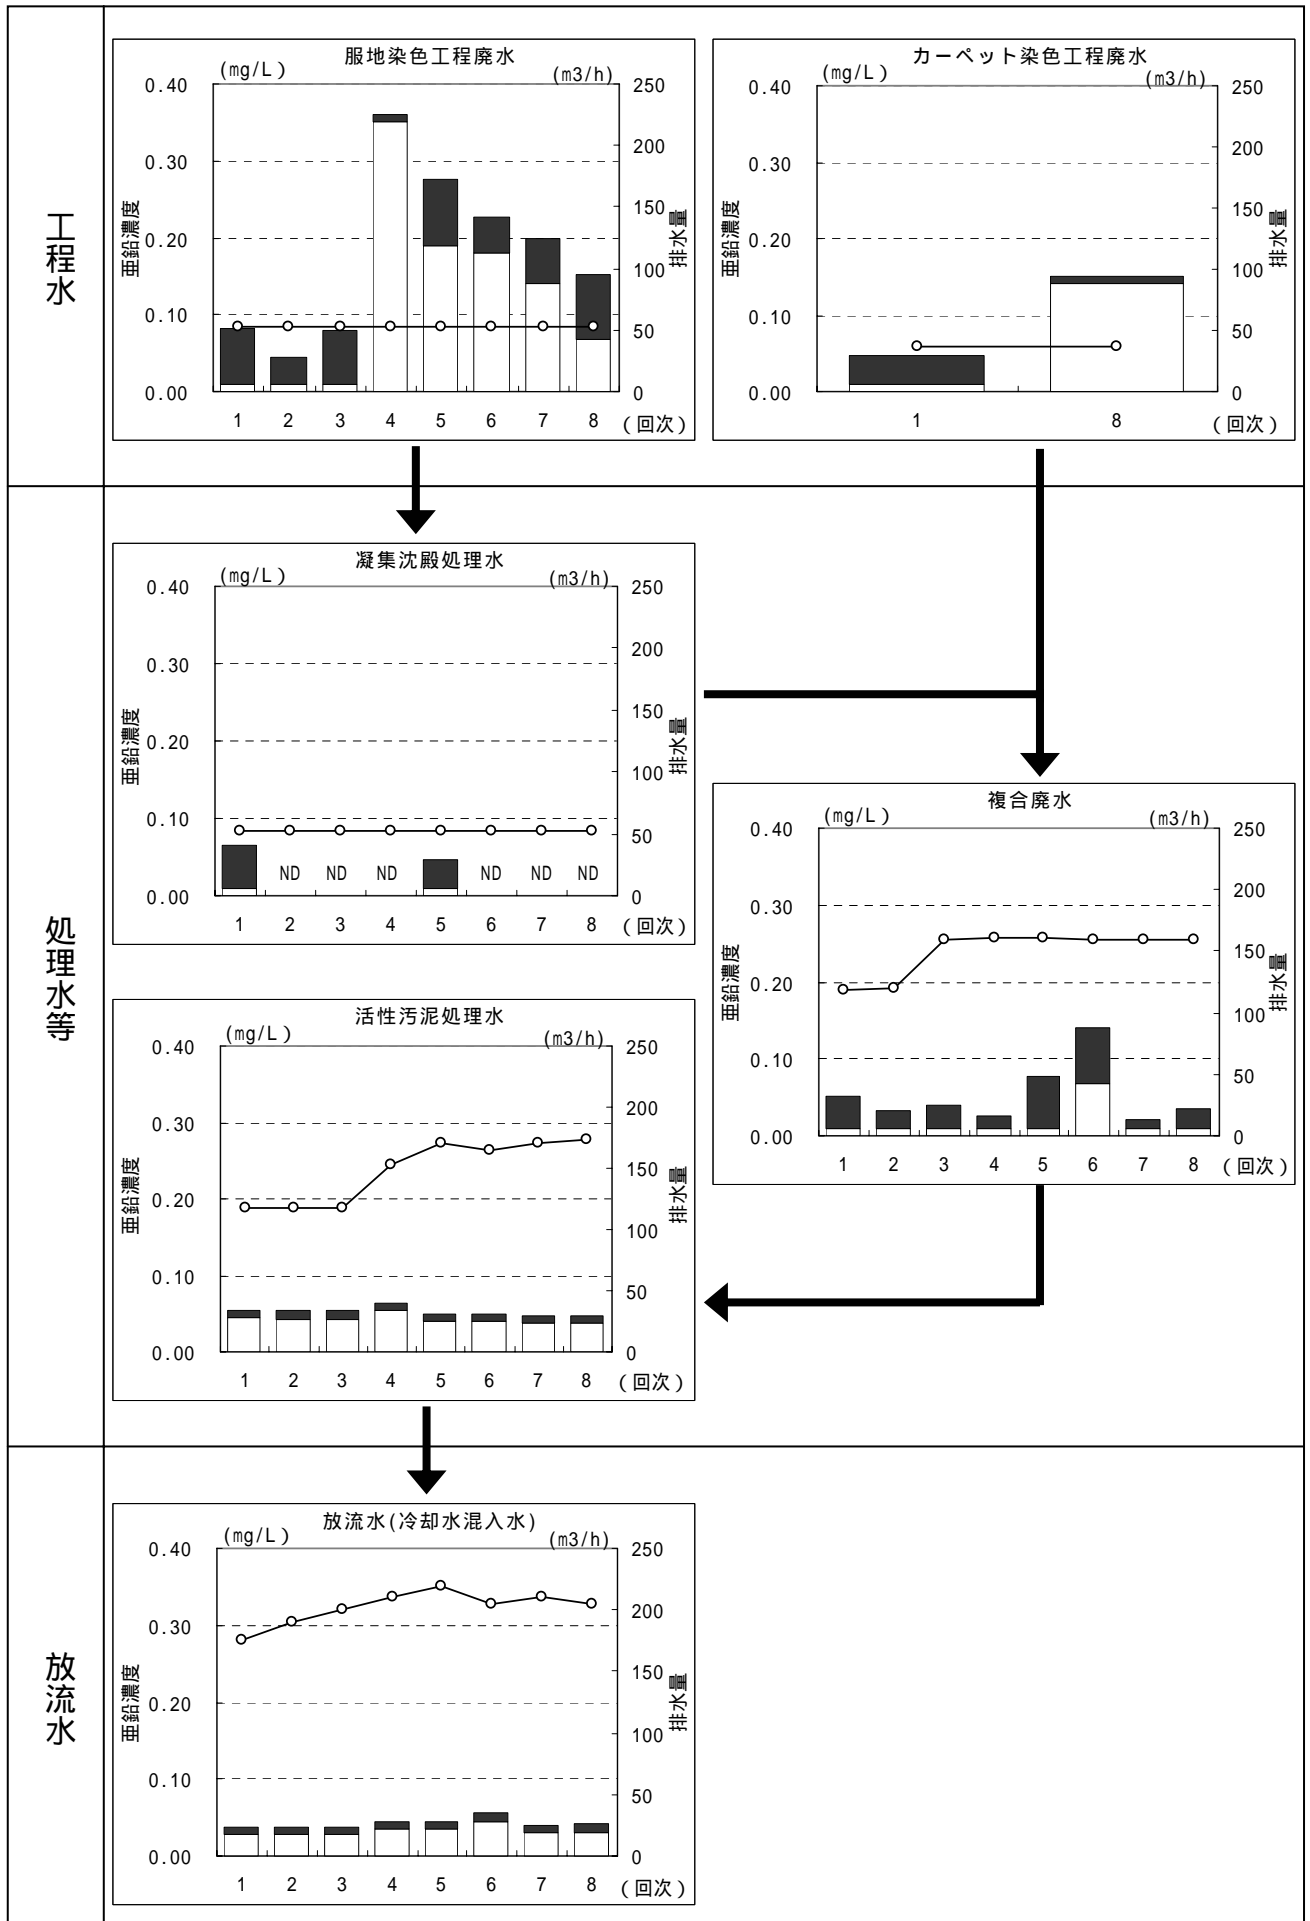 工程水
服地染色工程廃水
(mg/L)
(m3/h)
0.40
0.30
0.20
0.10
0.00
亜鉛濃度
250
200
150
100
50
0
排水量
1 2 3 4 5 6 7 8 (回次)
カーペット染色工程廃水
(mg/L)
(m3/h)
0.40
0.30
0.20
0.10
0.00
亜鉛濃度
250
200
150
100
50
0
排水量
1 8 (回次)
処理水等
凝集沈殿処理水
(mg/L)
(m3/h)
0.40
0.30
0.20
0.10
0.00
亜鉛濃度
250
200
150
100
50
0
排水量
ND ND ND ND ND ND
1 2 3 4 5 6 7 8 (回次)
複合廃水
(mg/L)
(m3/h)
0.40
0.30
0.20
0.10
0.00
亜鉛濃度
250
200
150
100
50
0
排水量
1 2 3 4 5 6 7 8 (回次)
活性汚泥処理水
(mg/L)
(m3/h)
0.40
0.30
0.20
0.10
0.00
亜鉛濃度
250
200
150
100
50
0
排水量
1 2 3 4 5 6 7 8 (回次)
放流水
放流水(冷却水混入水)
(mg/L)
(m3/h)
0.40
0.30
0.20
0.10
0.00
亜鉛濃度
250
200
150
100
50
0
排水量
1 2 3 4 5 6 7 8 (回次)